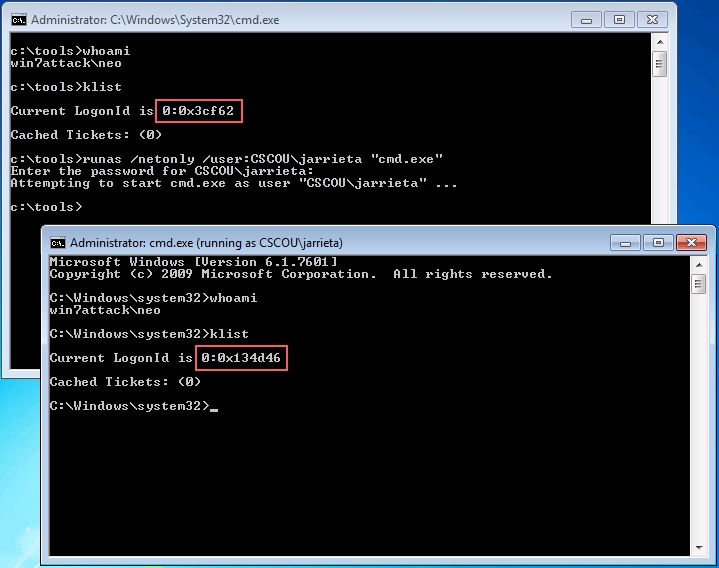 Administrator: C:\Windows\System32\cmd.exe
c:\tools>whoami
win7attack\neo
c:\tools>klist
Current LogonId is 0:0x3cf62
Cached Tickets: (0)
c:\tools>runas /netonly /user:CSCOU\jarrieta "cmd.exe"
Enter the password for CSCOU\jarrieta:
Attempting to start cmd.exe as user "CSCOU\jarrieta" ...
c:\tools>
Administrator: cmd.exe (running as CSCOU\jarrieta)
Microsoft Windows [Version 6.1.7601]
Copyright (c) 2009 Microsoft Corporation.  All rights reserved.
C:\Windows\system32>whoami
win7attack\neo
C:\Windows\system32>klist
Current LogonId is 0:0x134d46
Cached Tickets: (0)
C:\Windows\system32>_